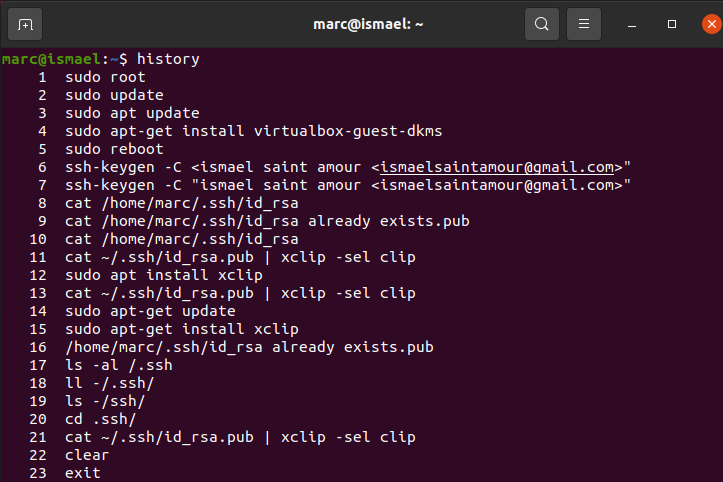 marc@ismael: ~
marc@ismael:~$ history
1 sudo root
2 sudo update
3 sudo apt update
4 sudo apt-get install virtualbox-guest-dkms
5 sudo reboot
6 ssh-keygen -C <ismael saint amour <ismaelsaintamour@gmail.com>"
7 ssh-keygen -C "ismael saint amour <ismaelsaintamour@gmail.com>"
8 cat /home/marc/.ssh/id_rsa
9 cat /home/marc/.ssh/id_rsa already exists.pub
10 cat /home/marc/.ssh/id_rsa
11 cat ~/.ssh/id_rsa.pub | xclip -sel clip
12 sudo apt install xclip
13 cat ~/.ssh/id_rsa.pub | xclip -sel clip
14 sudo apt-get update
15 sudo apt-get install xclip
16 /home/marc/.ssh/id_rsa already exists.pub
17 ls -al /.ssh
18 ll -/.ssh/
19 ls -/ssh/
20 cd .ssh/
21 cat ~/.ssh/id_rsa.pub | xclip -sel clip
22 clear
23 exit